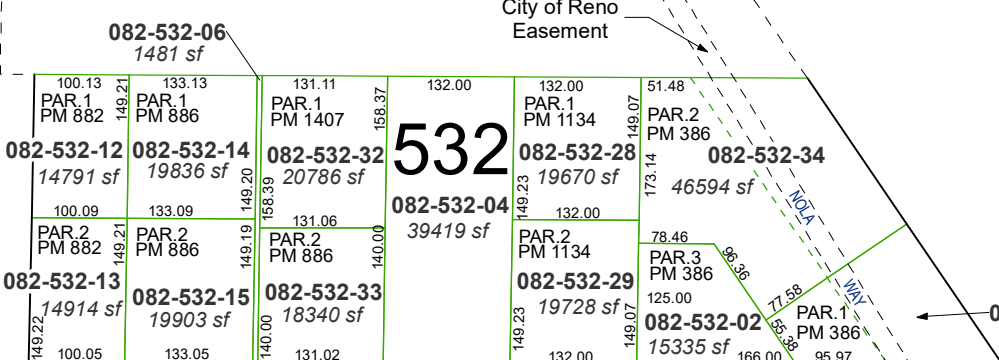 City of Reno
Easement
082-532-06
1481 sf
100.13
133.13
131.11
132.00
132.00
51.48
149.21
158.37
149.07
PAR.1
PM 882
PAR.1
PM 886
PAR.1
PM 1407
532
PAR.1
PM 1134
PAR.2
PM 386
082-532-12
14791 sf
082-532-14
19836 sf
082-532-32
20786 sf
082-532-28
19670 sf
082-532-34
46594 sf
149.20
158.39
149.23
173.14
082-532-04
39419 sf
NOLA
WAY
100.09
133.09
131.06
132.00
78.46
96.36
PAR.2
PM 882
149.21
PAR.2
PM 886
149.19
PAR.2
PM 886
140.00
PAR.2
PM 1134
PAR.3
PM 386
082-532-13
14914 sf
082-532-15
19903 sf
082-532-33
18340 sf
082-532-29
19728 sf
125.00
77.58
PAR.1
PM 386
082-532-02
15335 sf
55.38
149.22
140.00
149.23
149.07
100.05
133.05
131.02
132.00
166.00
95.97
0